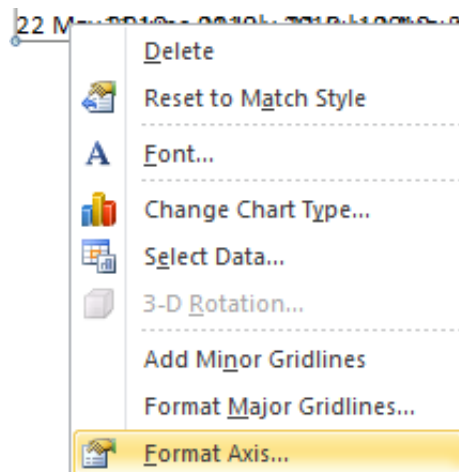 22 May
Delete
Reset to Match Style
Font...
Change Chart Type...
Select Data...
3-D Rotation...
Add Minor Gridlines
Format Major Gridlines...
Format Axis...